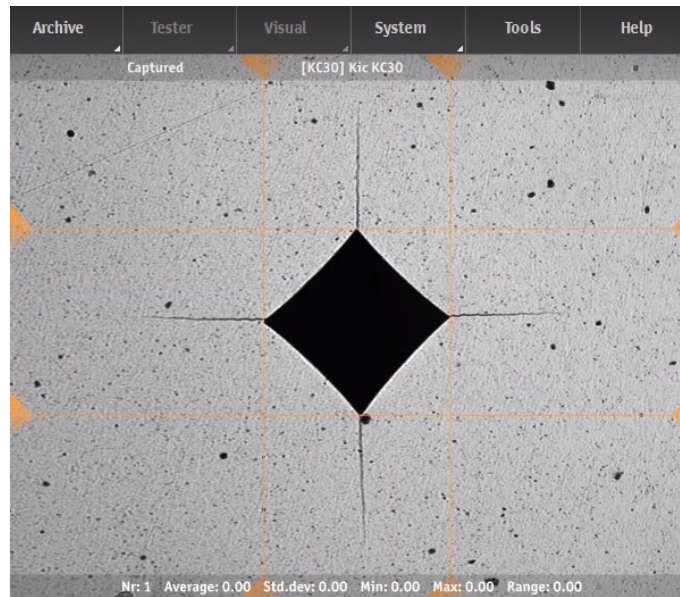 Archive Tester Visual System Tools Help
Captured [KC30] Kic KC30
Nr: 1 Average: 0.00 Std.dev: 0.00 Min: 0.00 Max: 0.00 Range: 0.00